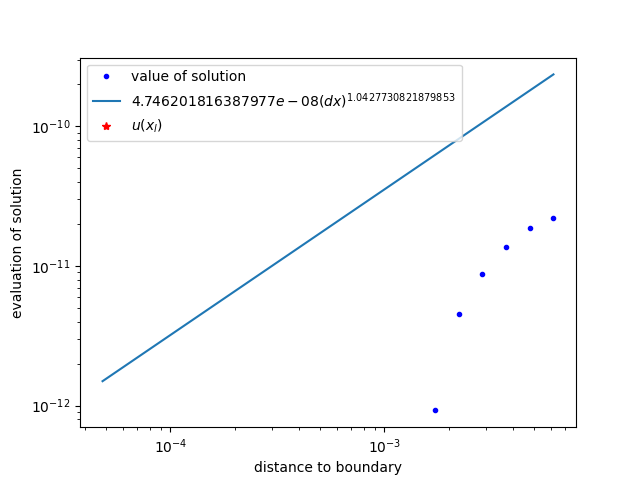 value of solution
4.746201816387977e − 08(dx)^1.0427730821879853
u(x_l)
10^−10
10^−11
10^−12
evaluation of solution
10^−4
10^−3
distance to boundary